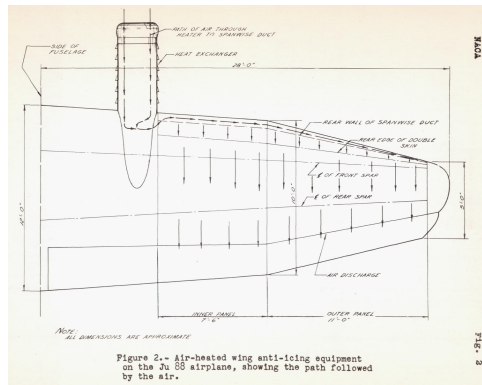 PATH OF AIR THROUGH
HEATER TO SPANWISE DUCT
SIDE OF
FUSELAGE
HEAT EXCHANGER
28'-0"
NACA
REAR WALL OF SPANWISE DUCT
REAR EDGE OF DOUBLE
SKIN
℄ OF FRONT SPAR
℄ OF REAR SPAR
10'-0"
AIR DISCHARGE
INNER PANEL
7'-6"
OUTER PANEL
11'-0"
NOTE:
ALL DIMENSIONS ARE APPROXIMATE
Fig. 2
Figure 2.- Air-heated wing anti-icing equipment
on the Ju 88 airplane, showing the path followed
by the air.